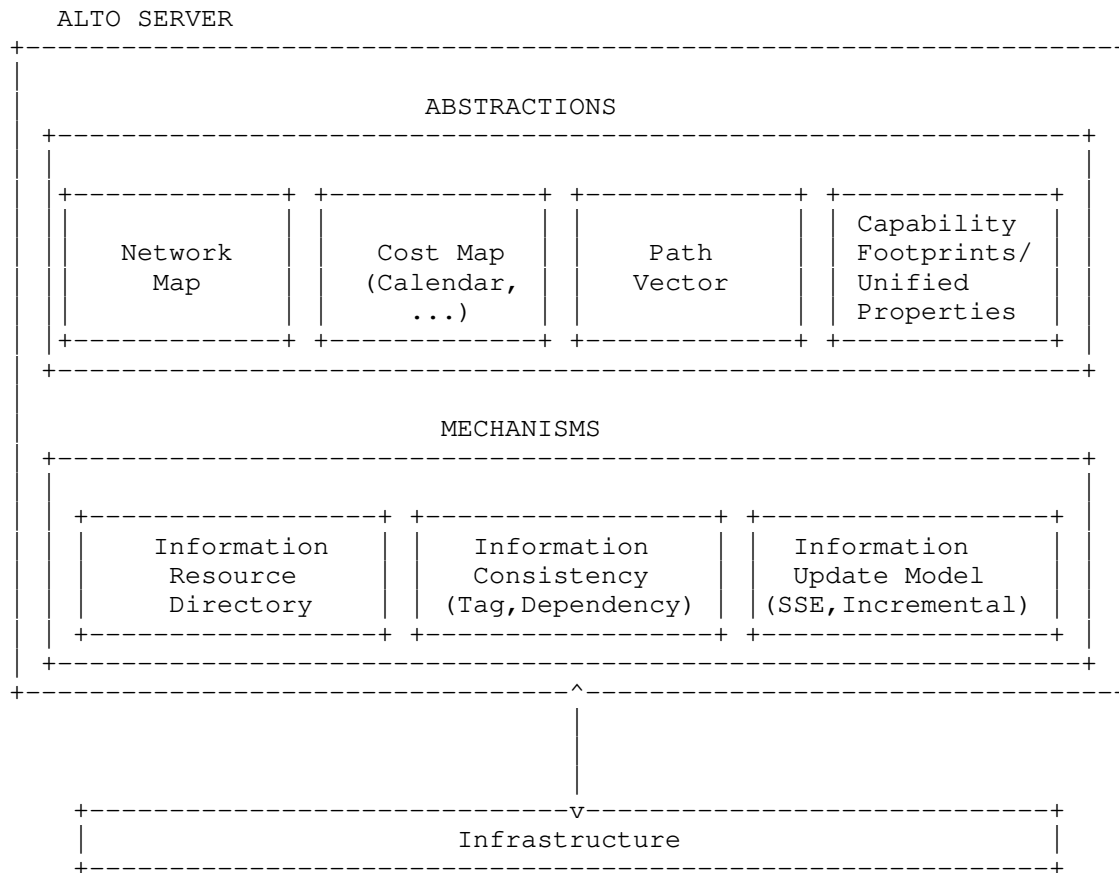 ALTO SERVER
ABSTRACTIONS
Network Map
Cost Map (Calendar, ...)
Path Vector
Capability Footprints/ Unified Properties
MECHANISMS
Information Resource Directory
Information Consistency (Tag,Dependency)
Information Update Model (SSE,Incremental)
Infrastructure